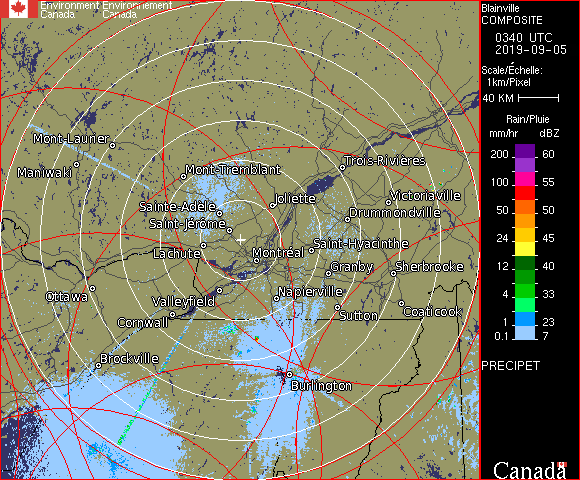 Environment Environnement
Canada Canada
Blainville
COMPOSITE
0340 UTC
2019-09-05
Scale/Échelle:
1km/Pixel
40 KM
Rain/Pluie
mm/hr dBZ
200 60
100 55
50 50
24 45
12 40
4 33
1 23
0.1 7
PRECIPET
Canada
Mont-Laurier
Maniwaki
Mont-Tremblant
Trois-Rivières
Sainte-Adèle
Joliette
Victoriaville
Drummondville
Saint-Jérôme
Lachute
Saint-Hyacinthe
Montréal
Granby
Sherbrooke
Ottawa
Valleyfield
Napierville
Cornwall
Sutton
Coaticook
Brockville
Burlington